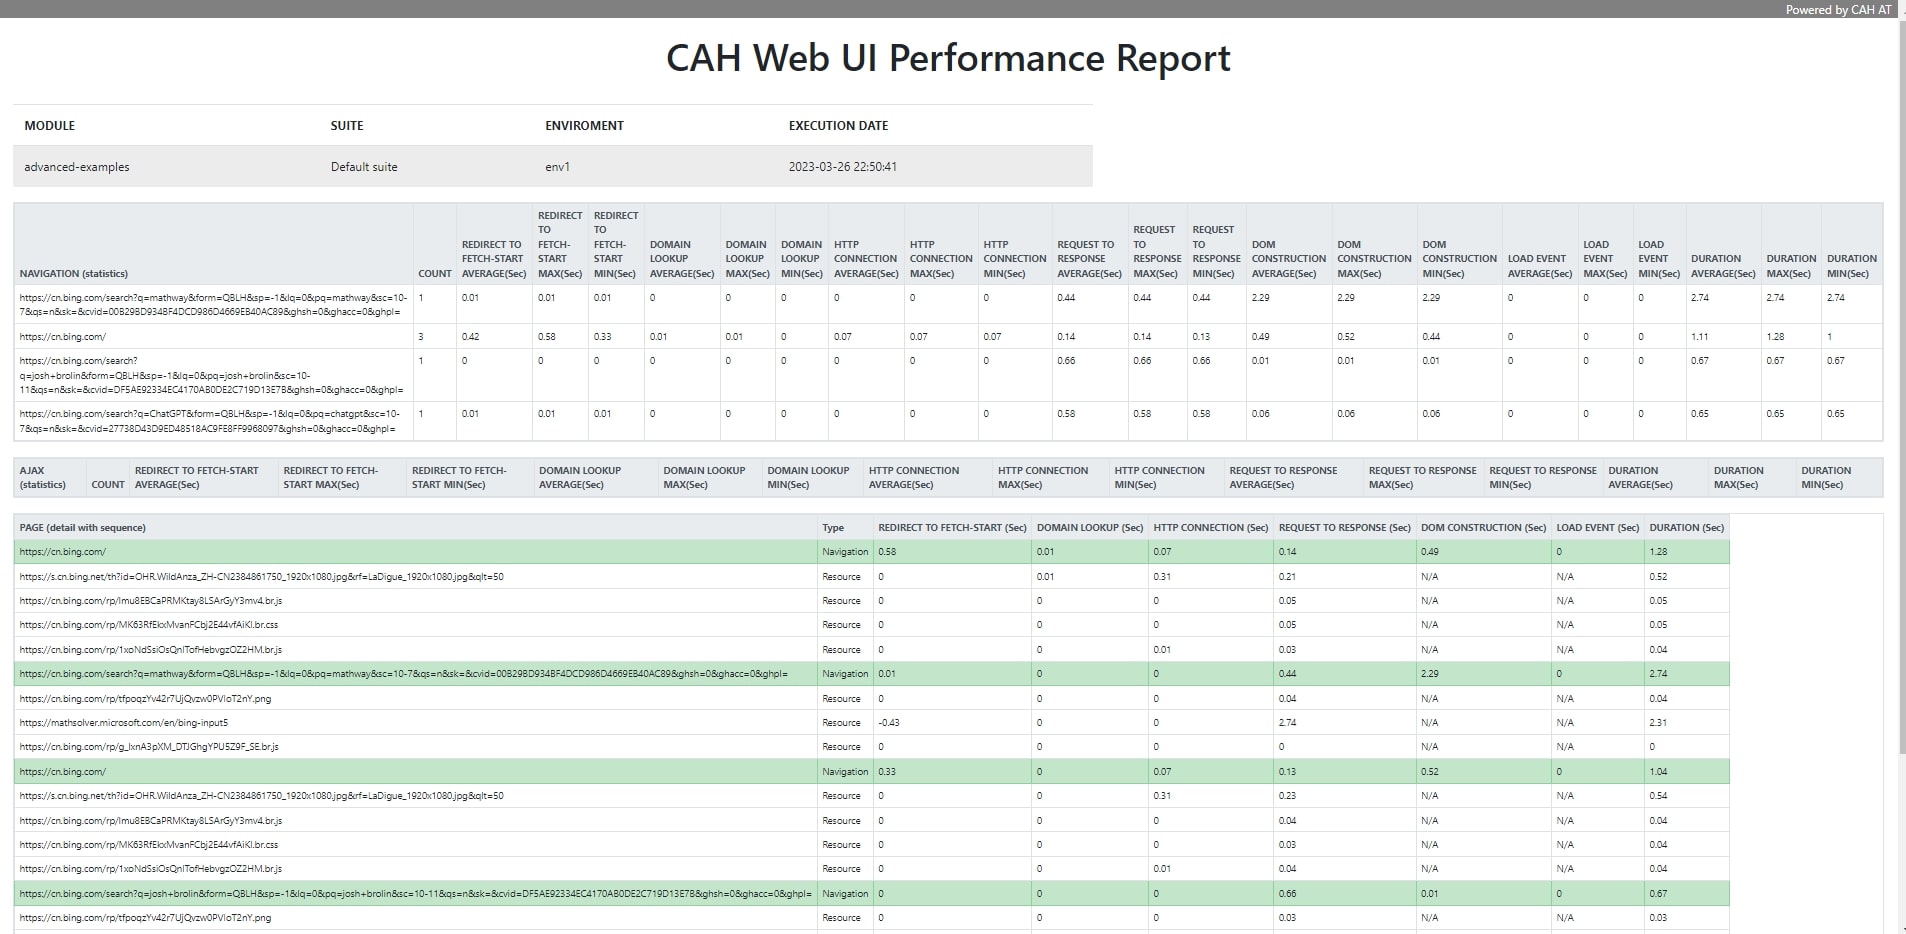 Powered by CAH AT
CAH Web UI Performance Report
MODULE SUITE ENVIROMENT EXECUTION DATE
advanced-examples Default suite env1 2023-03-26 22:50:41
NAVIGATION (statistics) COUNT REDIRECT TO FETCH-START AVERAGE(Sec) REDIRECT TO FETCH-START MAX(Sec) REDIRECT TO FETCH-START MIN(Sec) DOMAIN LOOKUP AVERAGE(Sec) DOMAIN LOOKUP MAX(Sec) DOMAIN LOOKUP MIN(Sec) HTTP CONNECTION AVERAGE(Sec) HTTP CONNECTION MAX(Sec) HTTP CONNECTION MIN(Sec) REQUEST TO RESPONSE AVERAGE(Sec) REQUEST TO RESPONSE MAX(Sec) REQUEST TO RESPONSE MIN(Sec) DOM CONSTRUCTION AVERAGE(Sec) DOM CONSTRUCTION MAX(Sec) DOM CONSTRUCTION MIN(Sec) LOAD EVENT AVERAGE(Sec) LOAD EVENT MAX(Sec) LOAD EVENT MIN(Sec) DURATION AVERAGE(Sec) DURATION MAX(Sec) DURATION MIN(Sec)
https://cn.bing.com/search?q=mathway&form=QBLH&sp=-1&lq=0&pq=mathway&sc=10- 1 0.01 0.01 0.01 0 0 0 0 0 0 0.44 0.44 0.44 2.29 2.29 2.29 0 0 0 2.74 2.74 2.74
7&qs=n&sk=&cvid=00B29BD934BF4DCD986D4669EB40AC89&ghsh=0&ghacc=0&ghpl=
https://cn.bing.com/ 3 0.42 0.58 0.33 0.01 0.01 0 0.07 0.07 0.07 0.14 0.14 0.13 0.49 0.52 0.44 0 0 0 1.11 1.28 1
https://cn.bing.com/search? 1 0 0 0 0 0 0 0 0 0 0.66 0.66 0.66 0.01 0.01 0.01 0 0 0 0.67 0.67 0.67
q=josh+brolin&form=QBLH&sp=-1&lq=0&pq=josh+brolin&sc=10-
11&qs=n&sk=&cvid=DF5AE92334EC4170AB0DE2C719D13E7B&ghsh=0&ghacc=0&ghpl=
https://cn.bing.com/search?q=ChatGPT&form=QBLH&sp=-1&lq=0&pq=chatgpt&sc=10- 1 0.01 0.01 0.01 0 0 0 0 0 0 0.58 0.58 0.58 0.06 0.06 0.06 0 0 0 0.65 0.65 0.65
7&qs=n&sk=&cvid=27738D43D9ED48518AC9FE8FF9968097&ghsh=0&ghacc=0&ghpl=
AJAX (statistics) COUNT REDIRECT TO FETCH-START AVERAGE(Sec) REDIRECT TO FETCH-START MAX(Sec) REDIRECT TO FETCH-START MIN(Sec) DOMAIN LOOKUP AVERAGE(Sec) DOMAIN LOOKUP MAX(Sec) DOMAIN LOOKUP MIN(Sec) HTTP CONNECTION AVERAGE(Sec) HTTP CONNECTION MAX(Sec) HTTP CONNECTION MIN(Sec) REQUEST TO RESPONSE AVERAGE(Sec) REQUEST TO RESPONSE MAX(Sec) REQUEST TO RESPONSE MIN(Sec) DURATION AVERAGE(Sec) DURATION MAX(Sec) DURATION MIN(Sec)
PAGE (detail with sequence) Type REDIRECT TO FETCH-START (Sec) DOMAIN LOOKUP (Sec) HTTP CONNECTION (Sec) REQUEST TO RESPONSE (Sec) DOM CONSTRUCTION (Sec) LOAD EVENT (Sec) DURATION (Sec)
https://cn.bing.com/ Navigation 0.58 0.01 0.07 0.14 0.49 0 1.28
https://s.cn.bing.net/th?id=OHR.WildAnza_ZH-CN2384861750_1920x1080.jpg&rf=LaDigue_1920x1080.jpg&qlt=50 Resource 0 0.01 0.31 0.21 N/A N/A 0.52
https://cn.bing.com/rp/lmu8EBCaPRMKtay8LSArGyY3mv4.br.js Resource 0 0 0 0.05 N/A N/A 0.05
https://cn.bing.com/rp/MK63RfEkxMvanFCbj2E44vfAiKI.br.css Resource 0 0 0 0.05 N/A N/A 0.05
https://cn.bing.com/rp/1xoNdSsiOsQnlTofHebvgzOZ2HM.br.js Resource 0 0 0.01 0.03 N/A N/A 0.04
https://cn.bing.com/search?q=mathway&form=QBLH&sp=-1&lq=0&pq=mathway&sc=10-7&qs=n&sk=&cvid=00B29BD934BF4DCD986D4669EB40AC89&ghsh=0&ghacc=0&ghpl= Navigation 0.01 0 0 0.44 2.29 0 2.74
https://cn.bing.com/rp/tfpoqzYv42r7UjQvzw0PVIoT2nY.png Resource 0 0 0 0.04 N/A N/A 0.04
https://mathsolver.microsoft.com/en/bing-input5 Resource -0.43 0 0 2.74 N/A N/A 2.31
https://cn.bing.com/rp/g_lxnA3pXM_DTJGhgYPU5Z9F_SE.br.js Resource 0 0 0 0 N/A N/A 0
https://cn.bing.com/ Navigation 0.33 0 0.07 0.13 0.52 0 1.04
https://s.cn.bing.net/th?id=OHR.WildAnza_ZH-CN2384861750_1920x1080.jpg&rf=LaDigue_1920x1080.jpg&qlt=50 Resource 0 0 0.31 0.23 N/A N/A 0.54
https://cn.bing.com/rp/lmu8EBCaPRMKtay8LSArGyY3mv4.br.js Resource 0 0 0 0.04 N/A N/A 0.04
https://cn.bing.com/rp/MK63RfEkxMvanFCbj2E44vfAiKI.br.css Resource 0 0 0 0.03 N/A N/A 0.04
https://cn.bing.com/rp/1xoNdSsiOsQnlTofHebvgzOZ2HM.br.js Resource 0 0 0.01 0.04 N/A N/A 0.04
https://cn.bing.com/search?q=josh+brolin&form=QBLH&sp=-1&lq=0&pq=josh+brolin&sc=10-11&qs=n&sk=&cvid=DF5AE92334EC4170AB0DE2C719D13E7B&ghsh=0&ghacc=0&ghpl= Navigation 0 0 0 0.66 0.01 0 0.67
https://cn.bing.com/rp/tfpoqzYv42r7UjQvzw0PVIoT2nY.png Resource 0 0 0 0.03 N/A N/A 0.03